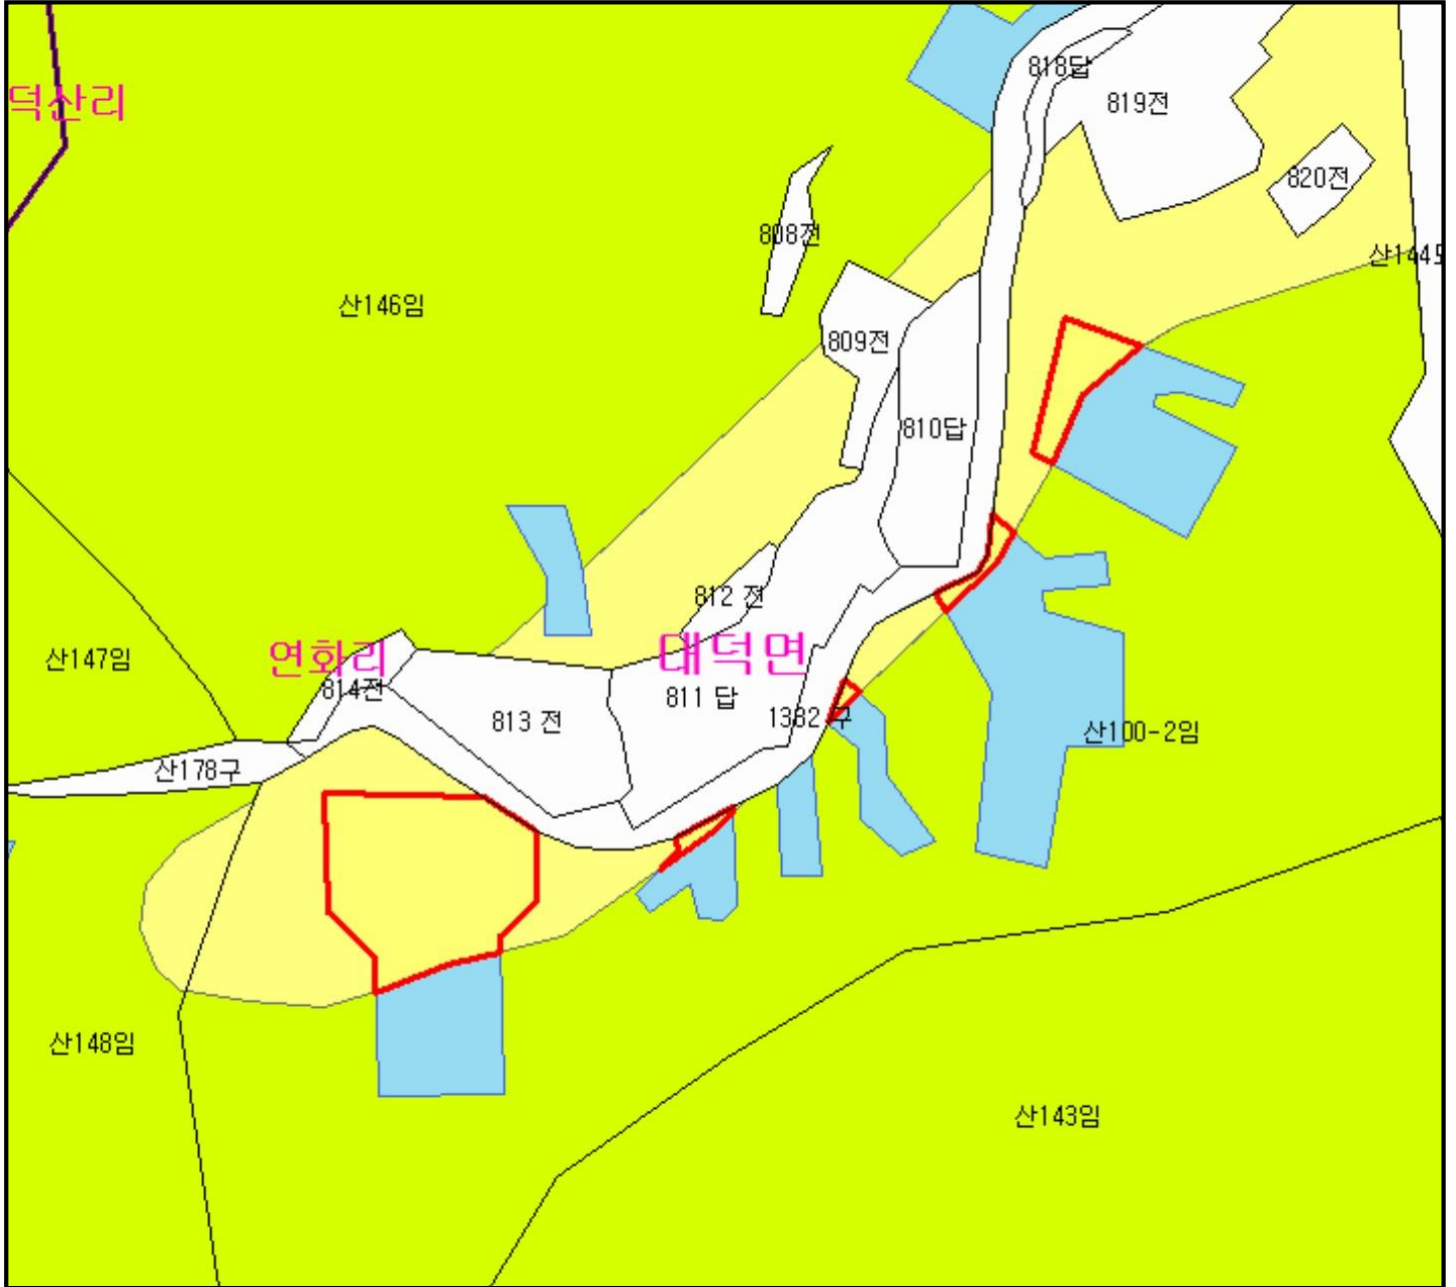 818답
덕산리
819전
820전
808전
산146임
809전
810답
812 전
연화리
대덕면
산147임
814전
811 답
813 전
1382 구
산100-2임
산178구
산148임
산143임